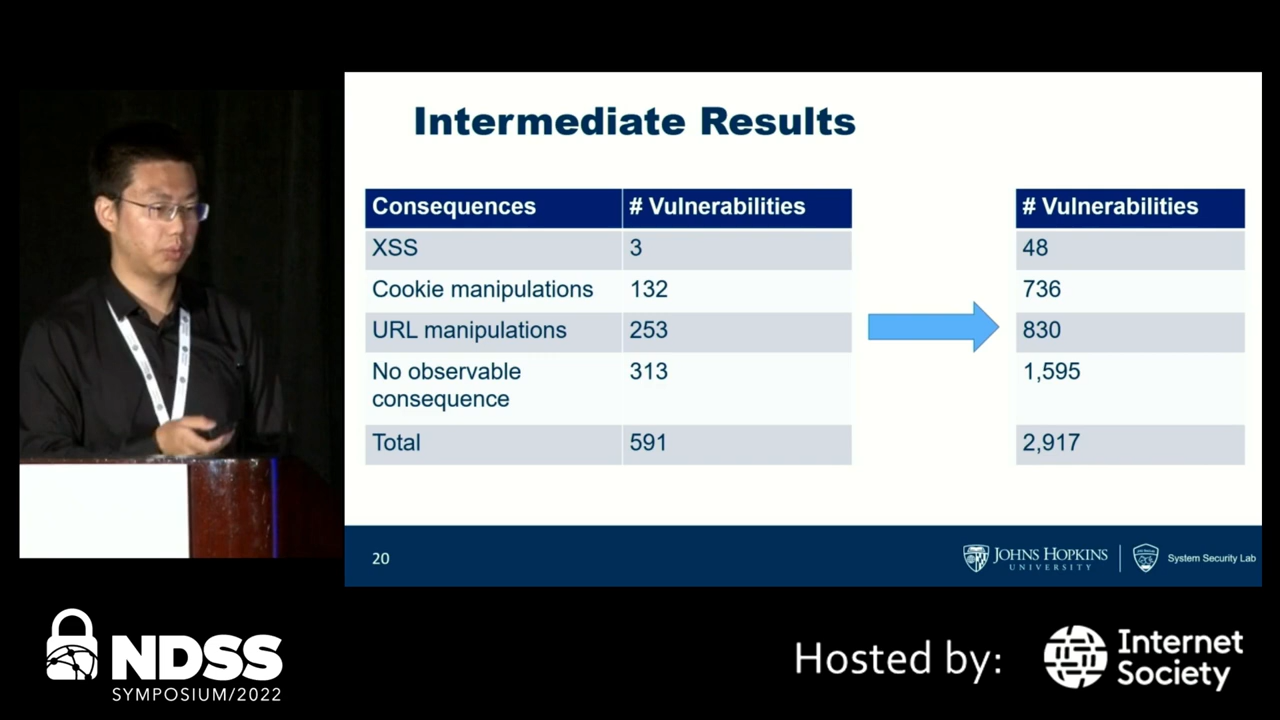 Intermediate Results
Consequences # Vulnerabilities # Vulnerabilities
XSS 3 48
Cookie manipulations 132 736
URL manipulations 253 830
No observable 313 1,595
consequence
Total 591 2,917
20
JOHNS HOPKINS
UNIVERSITY
System Security Lab
NDSS
SYMPOSIUM/2022
Hosted by:
Internet
Society